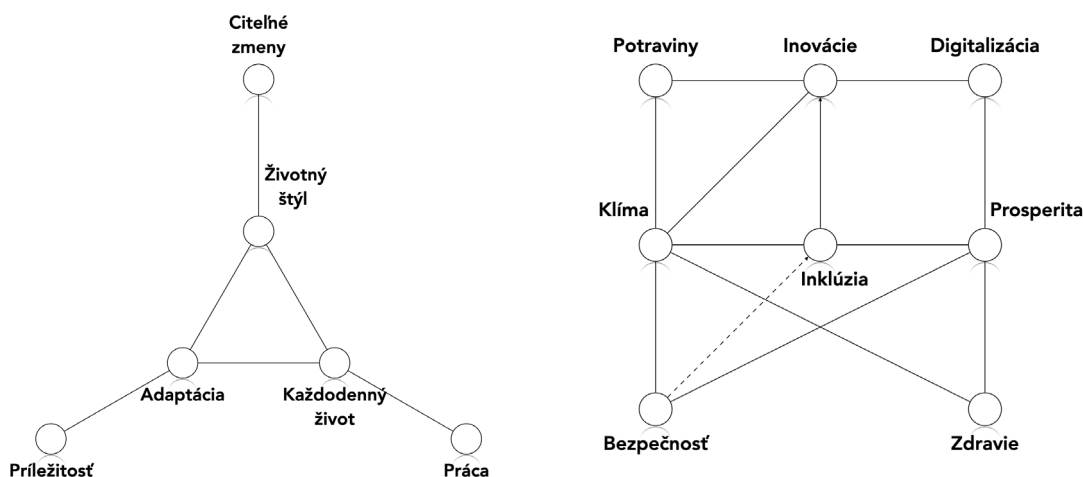 Citeľné
zmeny
Životný
štýl
Adaptácia
Každodenný
život
Príležitosť
Práca
Potraviny
Inovácie
Digitalizácia
Klíma
Prosperita
Inklúzia
Bezpečnosť
Zdravie